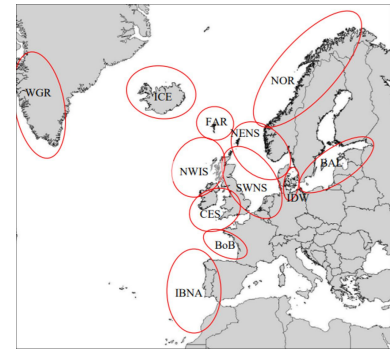 NOR
WGR
ICE
FAR
NENS
NWIS
BAL
SWNS
IDW
CES
BoB
IBNA